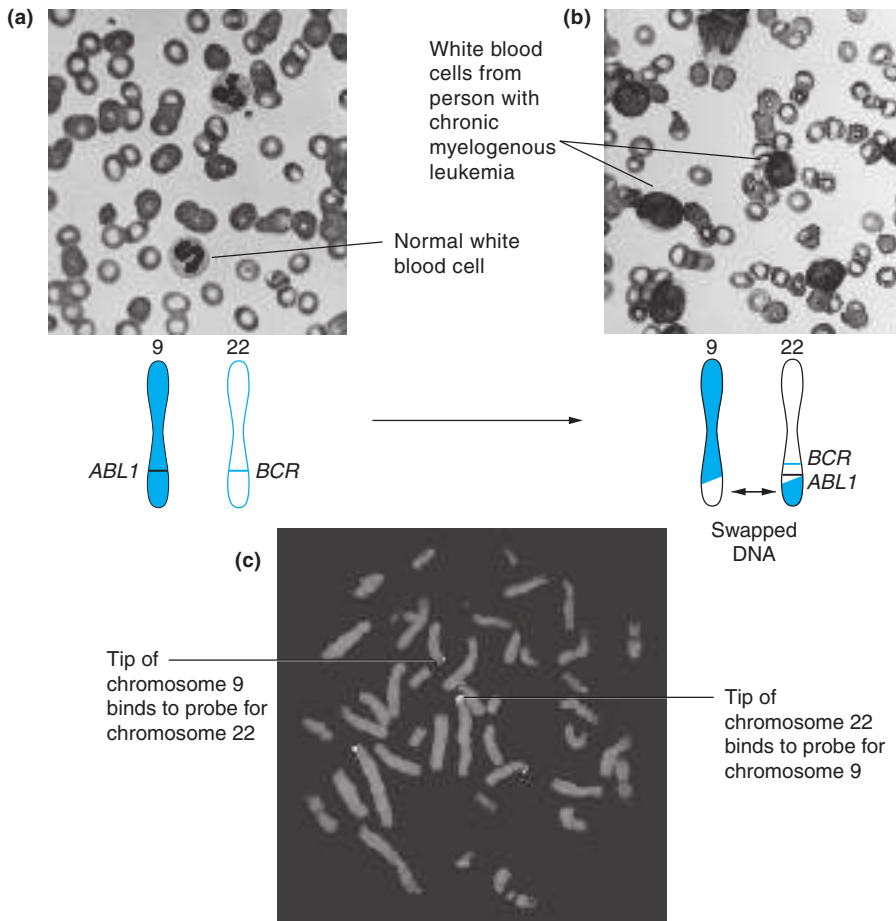 (a)
(b)
White blood
cells from
person with
chronic
myelogenous
leukemia
Normal white
blood cell
9
22
ABL1
BCR
9
22
BCR
ABL1
Swapped
DNA
(c)
Tip of
chromosome 9
binds to probe for
chromosome 22
Tip of
chromosome 22
binds to probe for
chromosome 9